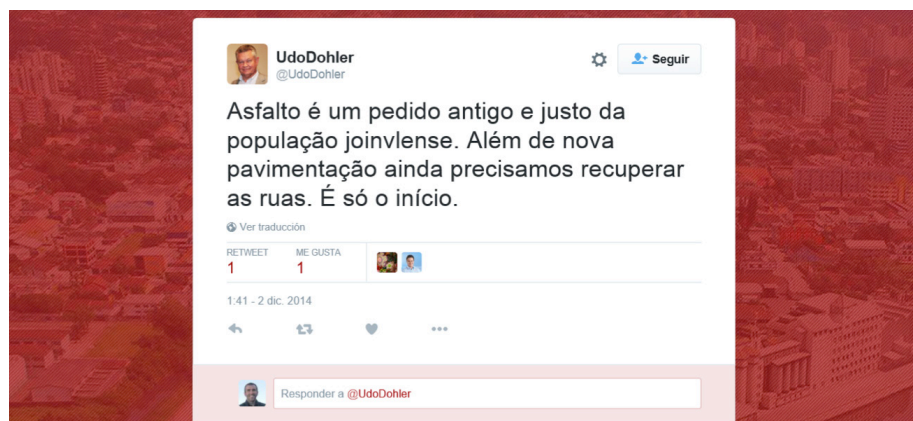 UdoDohler
@UdoDohler
Seguir
Asfalto é um pedido antigo e justo da
população joinvlense. Além de nova
pavimentação ainda precisamos recuperar
as ruas. É só o início.
Ver traducción
RETWEET ME GUSTA
1 1
1:41 - 2 dic. 2014
Responder a @UdoDohler